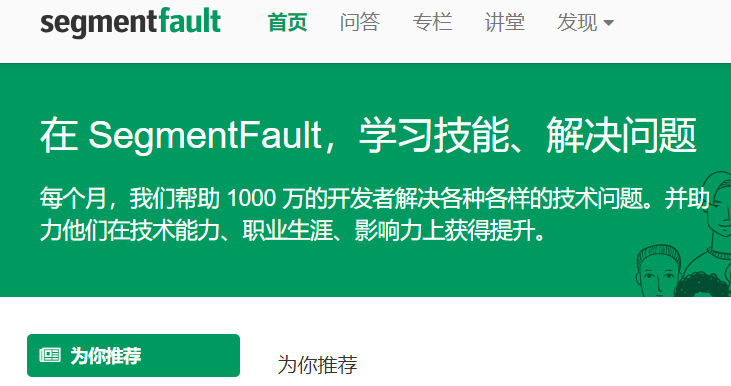 segmentfault 首页 问答 专栏 讲堂 发现
在 SegmentFault，学习技能、解决问题
每个月，我们帮助 1000 万的开发者解决各种各样的技术问题。并助
力他们在技术能力、职业生涯、影响力上获得提升。
为你推荐 为你推荐